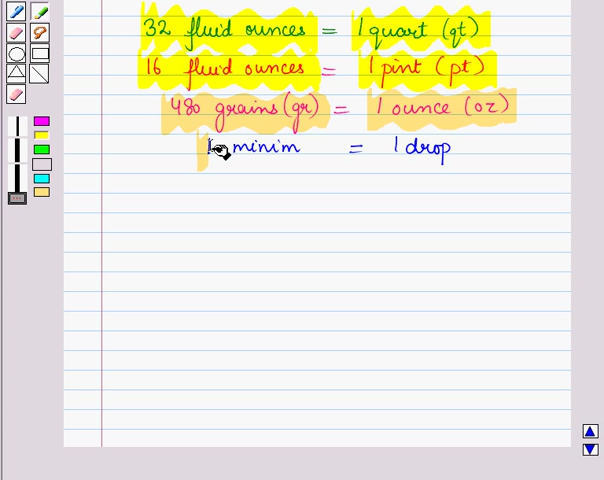 32 fluid ounces = 1 quart (qt)
16 fluid ounces = 1 pint (pt)
480 grains (gr) = 1 ounce (oz)
1 minim = 1 drop